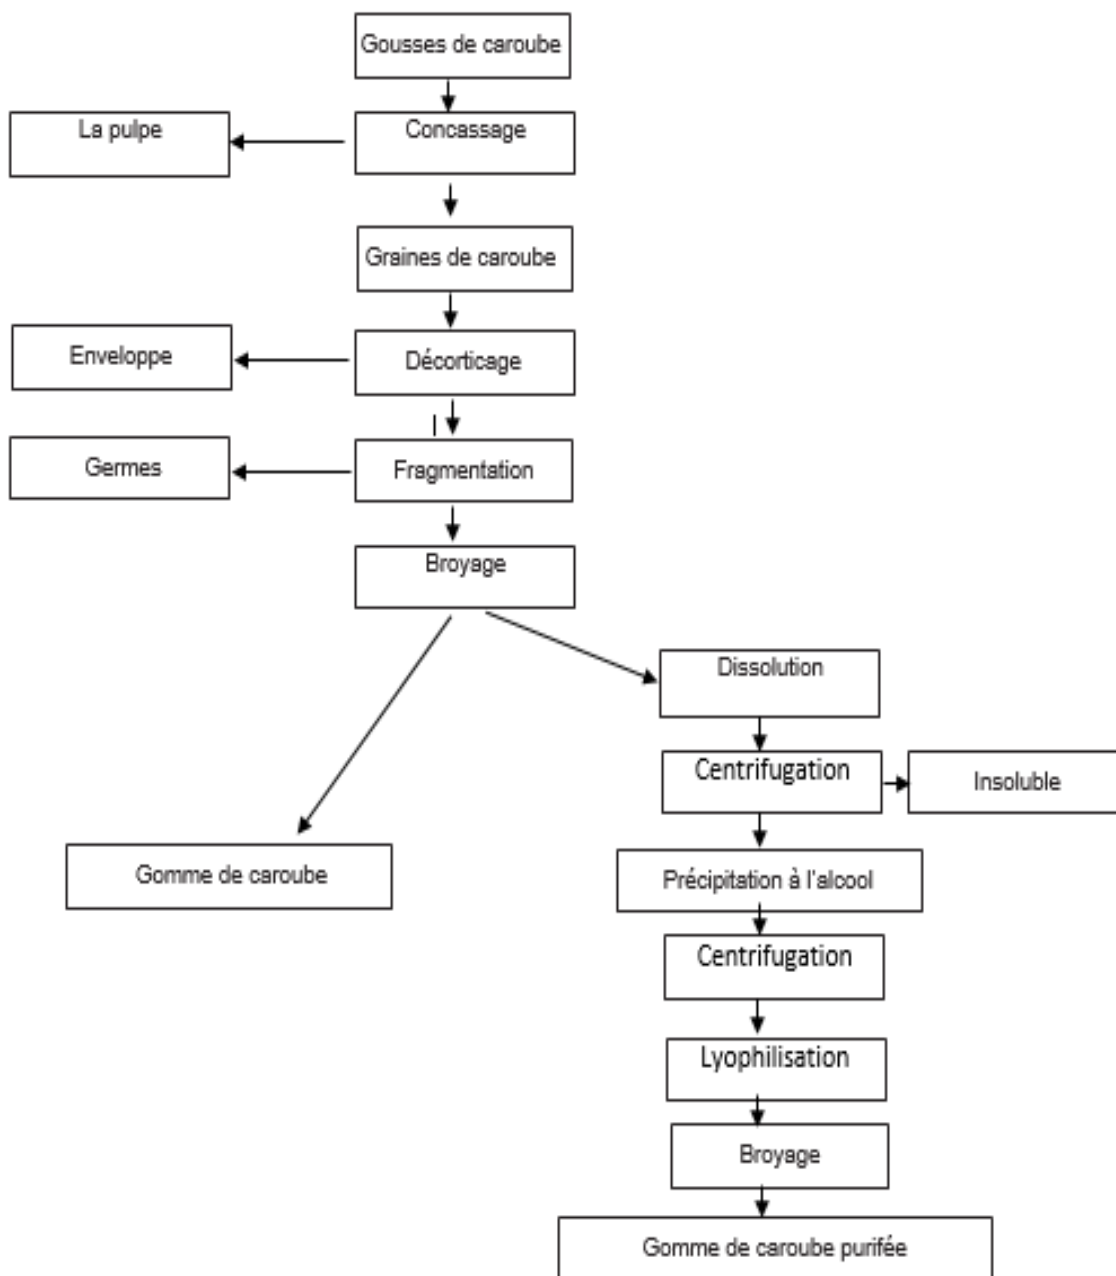 Gousses de caroube
La pulpe
Concassage
Graines de caroube
Enveloppe
Décorticage
Germes
Fragmentation
Broyage
Dissolution
Centrifugation
Insoluble
Gomme de caroube
Précipitation à l'alcool
Centrifugation
Lyophilisation
Broyage
Gomme de caroube purifée